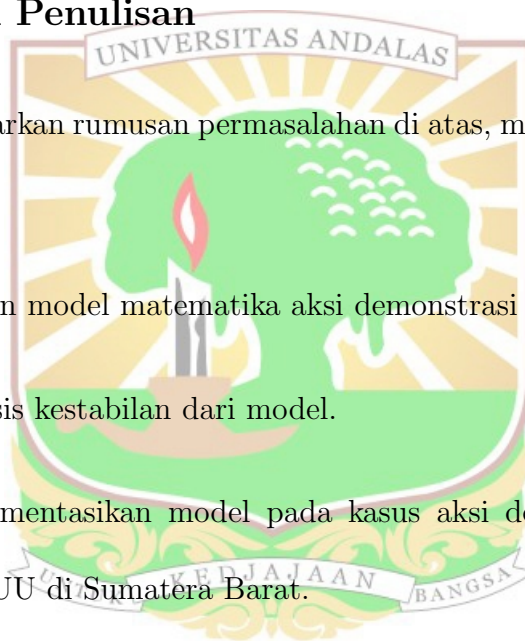 Penulisan
UNIVERSITAS ANDALAS
arkan rumusan permasalahan di atas, m
n model matematika aksi demonstrasi
sis kestabilan dari model.
mentasikan model pada kasus aksi de
UU di Sumatera Barat.
UNTUK KEDJAJAAN BANGSA